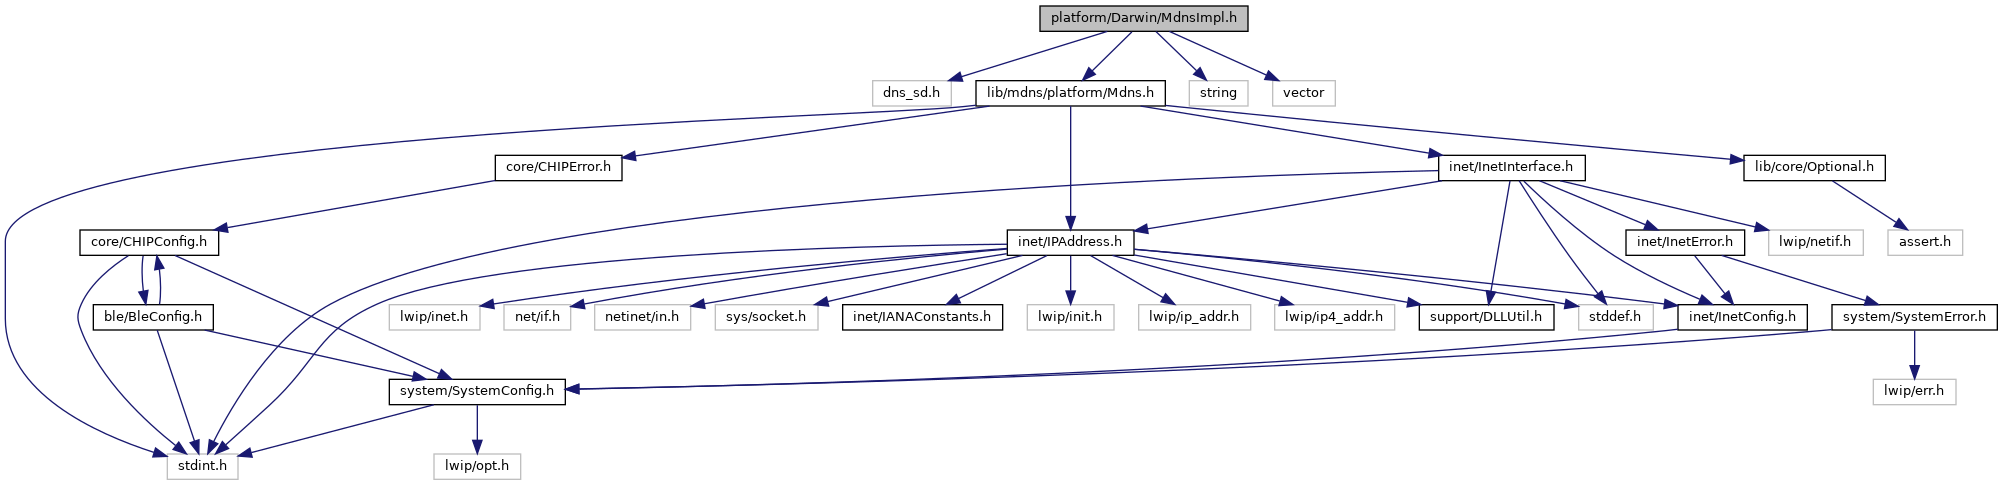 platform/Darwin/MdnsImpl.h
dns_sd.h
lib/mdns/platform/Mdns.h
string
vector
core/CHIPError.h
inet/InetInterface.h
lib/core/Optional.h
core/CHIPConfig.h
inet/IPAddress.h
inet/InetError.h
lwip/netif.h
assert.h
ble/BleConfig.h
lwip/inet.h
net/if.h
netinet/in.h
sys/socket.h
inet/IANAConstants.h
lwip/init.h
lwip/ip_addr.h
lwip/ip4_addr.h
support/DLLUtil.h
stddef.h
inet/InetConfig.h
system/SystemError.h
system/SystemConfig.h
lwip/err.h
stdint.h
lwip/opt.h